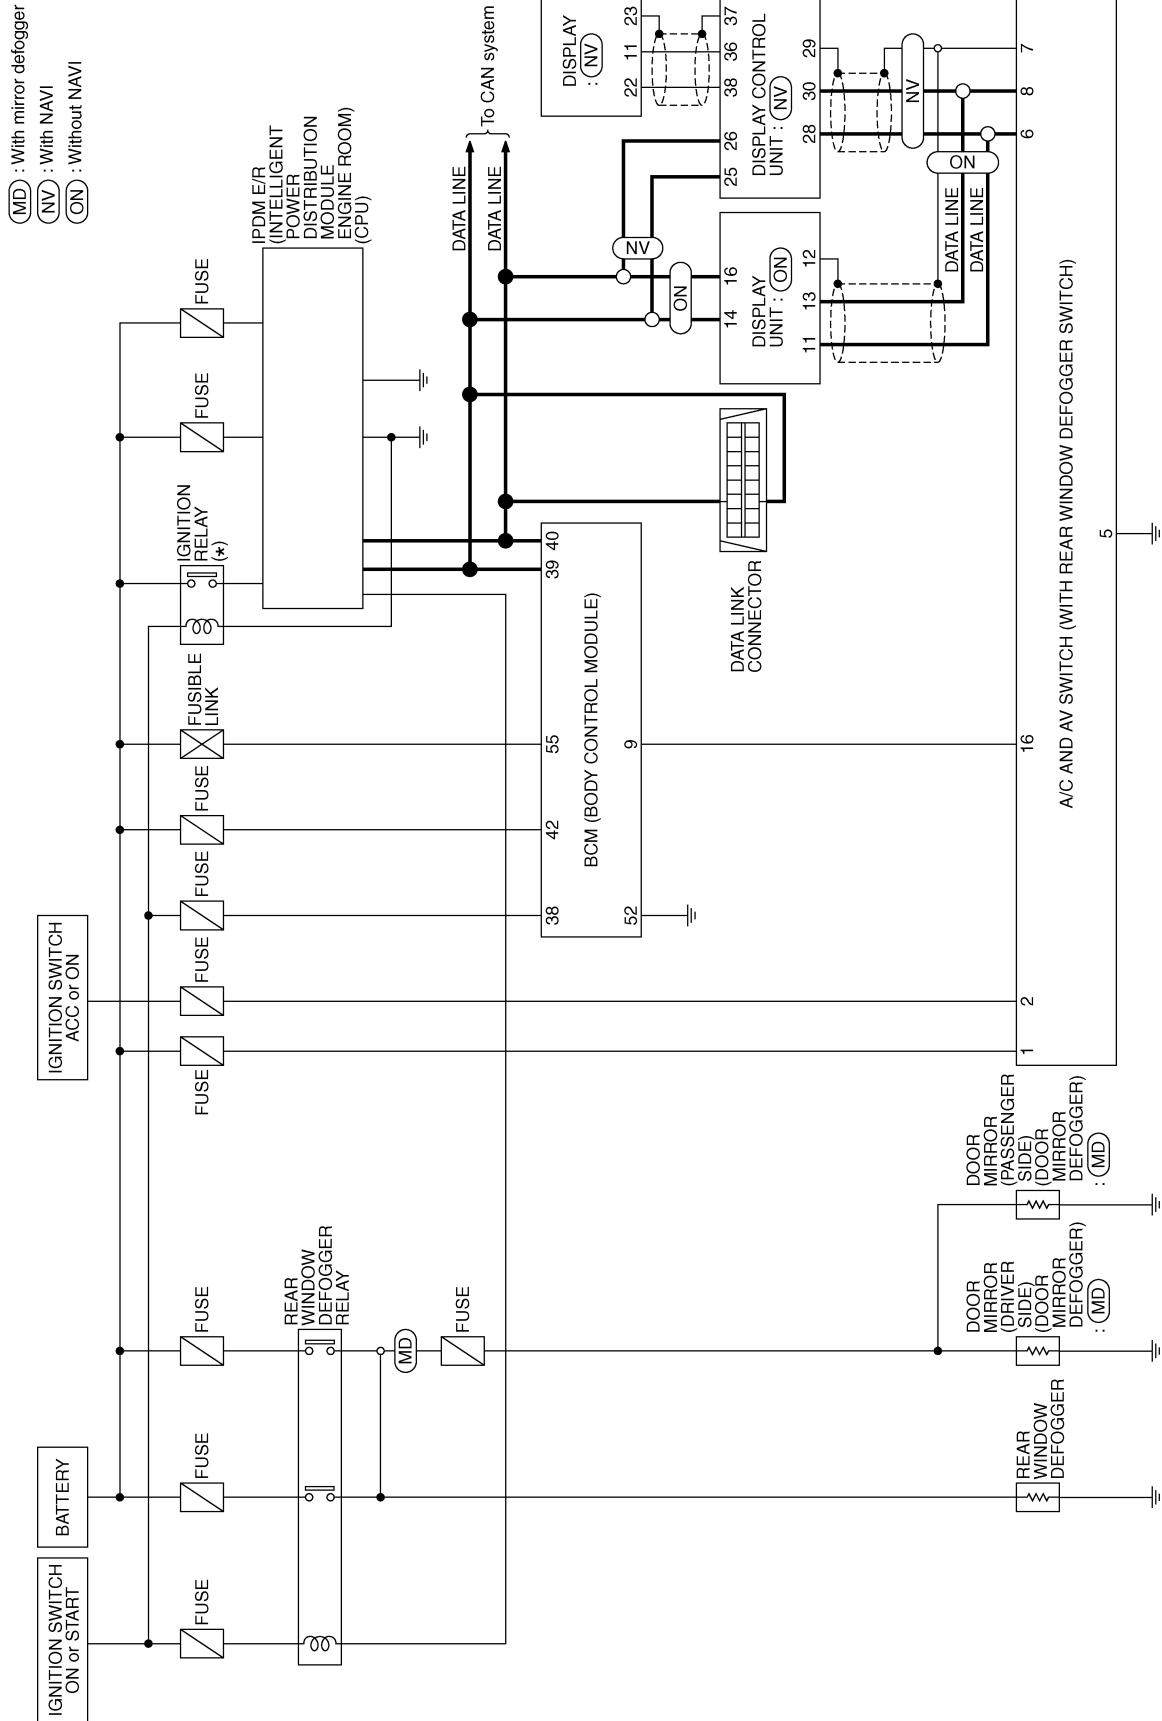 IGNITION SWITCH
ON or START
BATTERY
IGNITION SWITCH
ACC or ON
MD : With mirror defogger
NV : With NAVI
ON : Without NAVI
FUSE
FUSE
FUSE
FUSE
FUSE
FUSE
FUSE
FUSIBLE
LINK
IGNITION
RELAY
(*)
FUSE
FUSE
REAR
WINDOW
DEFOGGER
RELAY
IPDM E/R
(INTELLIGENT
POWER
DISTRIBUTION
MODULE
ENGINE ROOM)
(CPU)
MD
FUSE
DATA LINE
DATA LINE
To CAN system
38
42
55
39
40
BCM (BODY CONTROL MODULE)
52
9
DISPLAY
: NV
22
11
23
NV
ON
DATA LINK
CONNECTOR
14
16
DISPLAY
UNIT : ON
11
13
12
25
26
38
36
37
DISPLAY CONTROL
UNIT : NV
28
30
29
NV
ON
DATA LINE
DATA LINE
REAR
WINDOW
DEFOGGER
DOOR
MIRROR
(DRIVER
SIDE)
(DOOR
MIRROR
DEFOGGER)
: MD
DOOR
MIRROR
(PASSENGER
SIDE)
(DOOR
MIRROR
DEFOGGER)
: MD
1
2
16
6
8
7
A/C AND AV SWITCH (WITH REAR WINDOW DEFOGGER SWITCH)
5